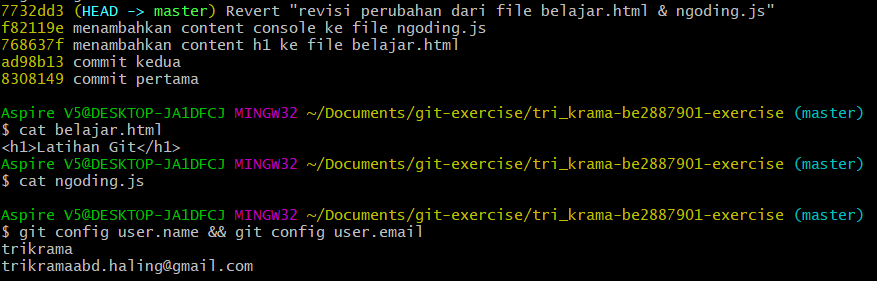 7732dd3 (HEAD -> master) Revert "revisi perubahan dari file belajar.html & ngoding.js"
f82119e menambahkan content console ke file ngoding.js
768637f menambahkan content h1 ke file belajar.html
ad98b13 commit kedua
8308149 commit pertama
Aspire V5@DESKTOP-JA1DFCJ MINGW32 ~/Documents/git-exercise/tri_krama-be2887901-exercise (master)
$ cat belajar.html
<h1>Latihan Git</h1>
Aspire V5@DESKTOP-JA1DFCJ MINGW32 ~/Documents/git-exercise/tri_krama-be2887901-exercise (master)
$ cat ngoding.js
Aspire V5@DESKTOP-JA1DFCJ MINGW32 ~/Documents/git-exercise/tri_krama-be2887901-exercise (master)
$ git config user.name && git config user.email
trikrama
trikramaabd.haling@gmail.com